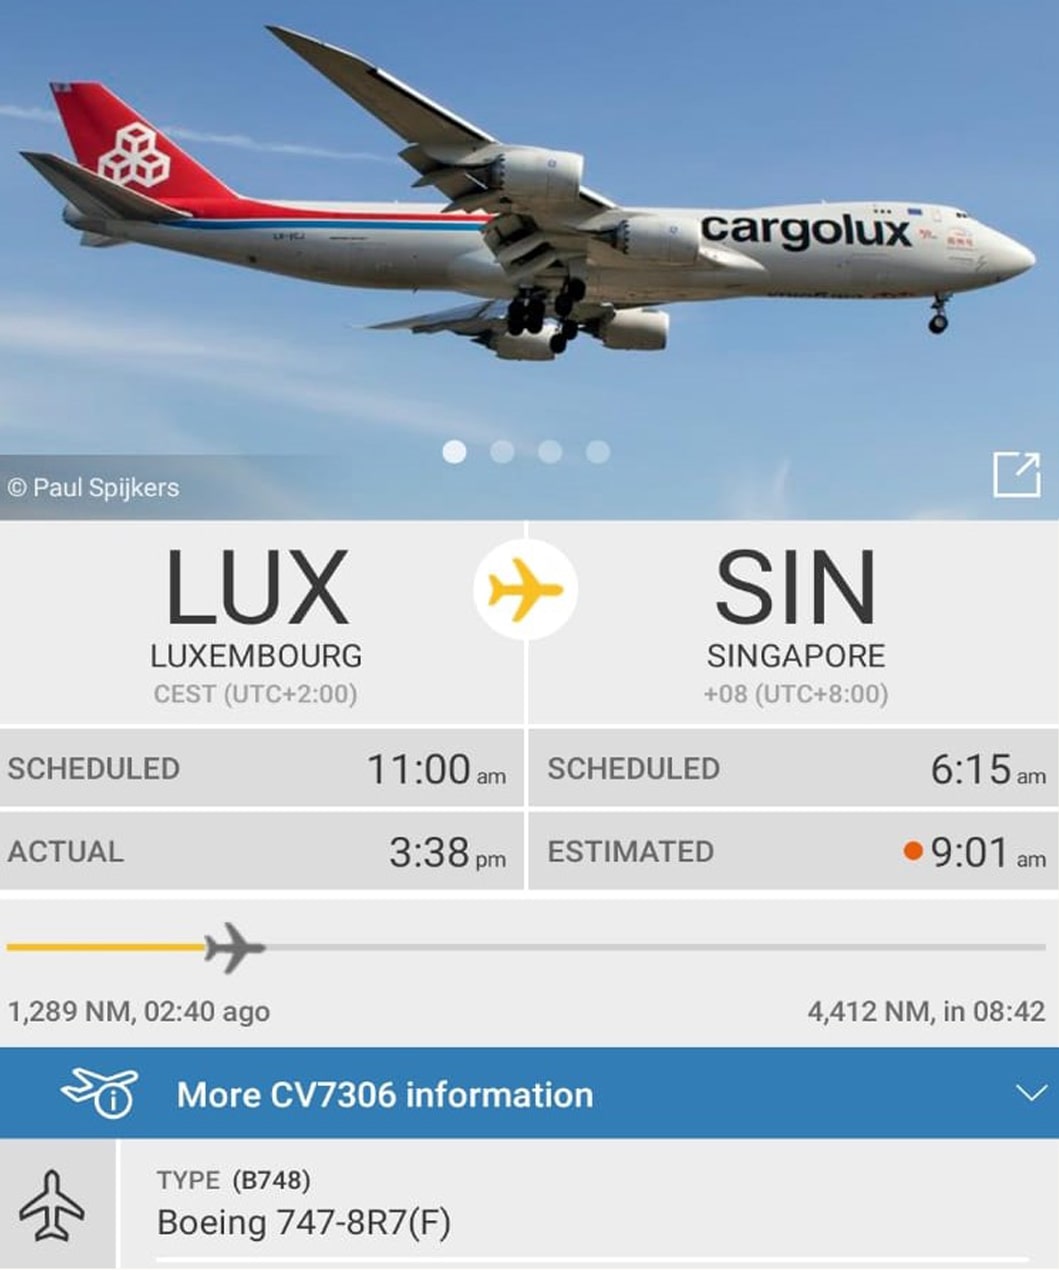 cargolux
© Paul Spijkers
LUX
LUXEMBOURG
CEST (UTC+2:00)
SIN
SINGAPORE
+08 (UTC+8:00)
SCHEDULED 11:00 am
SCHEDULED 6:15 am
ACTUAL 3:38 pm
ESTIMATED 9:01 am
1,289 NM, 02:40 ago
4,412 NM, in 08:42
More CV7306 information
TYPE (B748)
Boeing 747-8R7(F)